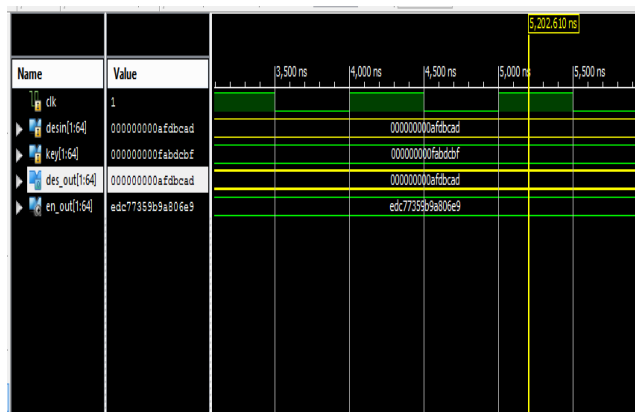 5,202.610 ns
Name Value 3,500 ns 4,000 ns 4,500 ns 5,000 ns 5,500 ns
clk 1
desin[1:64] 000000000afdbcad 000000000afdbcad
key[1:64] 000000000fabdcbf 000000000fabdcbf
des_out[1:64] 000000000afdbcad 000000000afdbcad
en_out[1:64] edc77359b9a806e9 edc77359b9a806e9